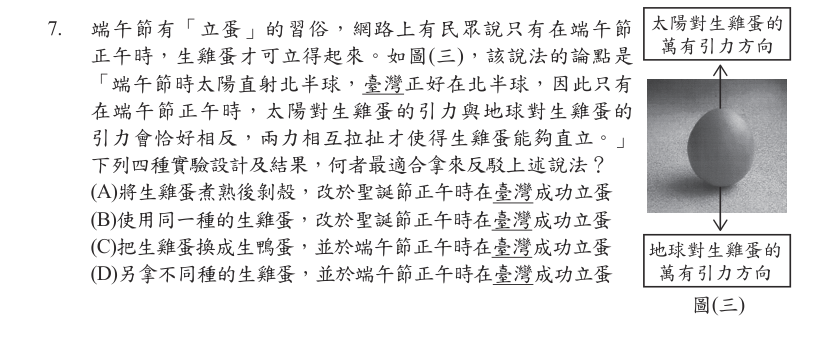 7. 端午節有「立蛋」的習俗，網路上有民眾說只有在端午節
正午時，生雞蛋才可立得起來。如圖(三)，該說法的論點是
「端午節時太陽直射北半球，臺灣正好在北半球，因此只有
在端午節正午時，太陽對生雞蛋的引力與地球對生雞蛋的
引力會恰好相反，兩力相互拉扯才使得生雞蛋能夠直立。」
下列四種實驗設計及結果，何者最適合拿來反駁上述說法？
(A)將生雞蛋煮熟後剝殼，改於聖誕節正午時在臺灣成功立蛋
(B)使用同一種的生雞蛋，改於聖誕節正午時在臺灣成功立蛋
(C)把生雞蛋換成生鴨蛋，並於端午節正午時在臺灣成功立蛋
(D)另拿不同種的生雞蛋，並於端午節正午時在臺灣成功立蛋
太陽對生雞蛋的
萬有引力方向
地球對生雞蛋的
萬有引力方向
圖(三)